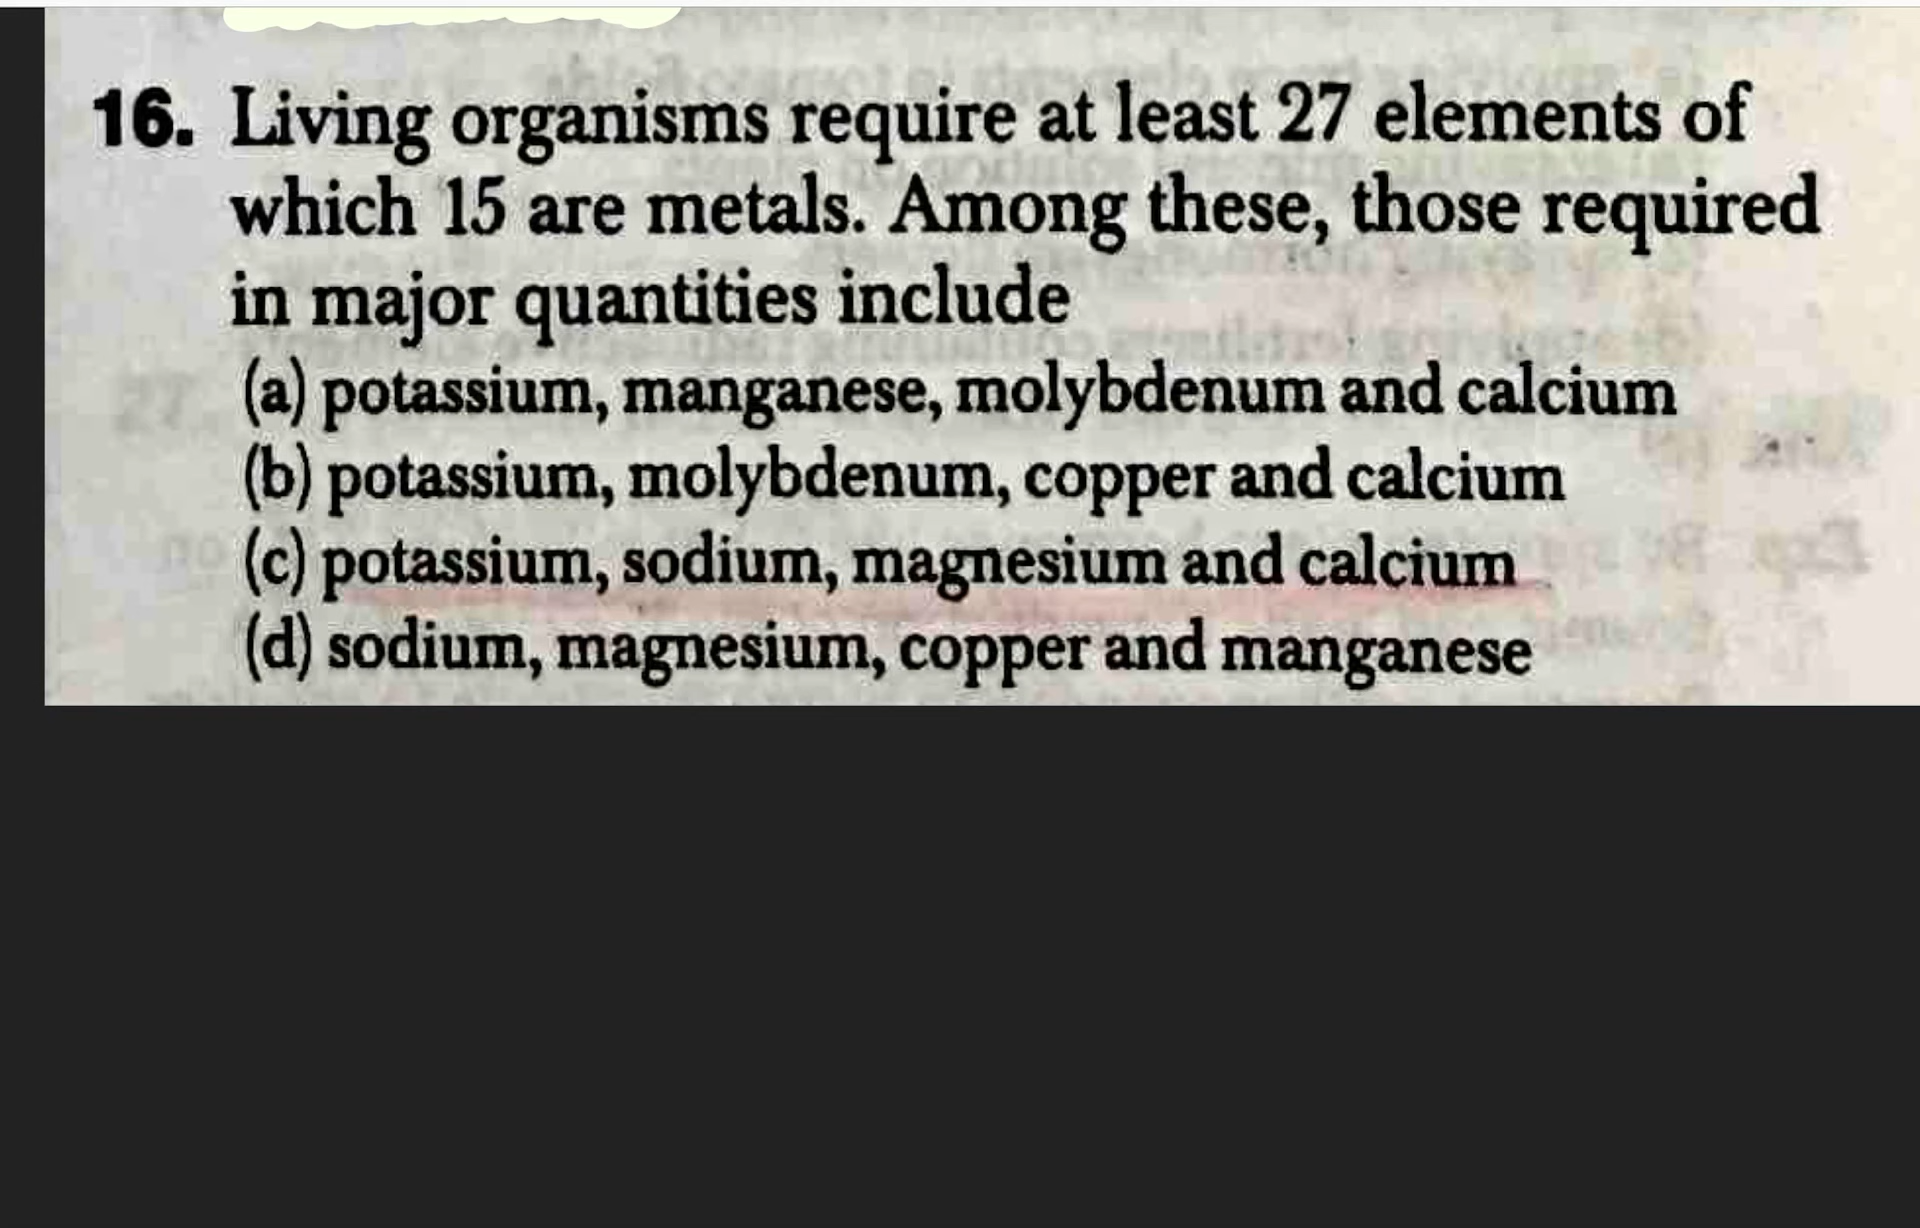 16. Living organisms require at least 27 elements of
which 15 are metals. Among these, those required
in major quantities include
(a) potassium, manganese, molybdenum and calcium
(b) potassium, molybdenum, copper and calcium
(c) potassium, sodium, magnesium and calcium
(d) sodium, magnesium, copper and manganese